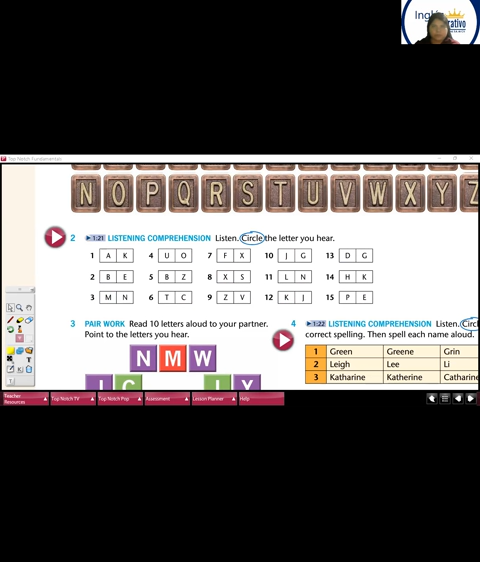 Top Notch Fundamentals
N O P Q R S T U V W X Y Z
2 1:21 LISTENING COMPREHENSION Listen. Circle the letter you hear.
1 A K 4 U O 7 F X 10 J G 13 D G
2 B E 5 B Z 8 X S 11 L N 14 H K
3 M N 6 T C 9 Z V 12 K J 15 P E
3 PAIR WORK Read 10 letters aloud to your partner.
Point to the letters you hear.
N M W
4 1:22 LISTENING COMPREHENSION Listen. Circ
correct spelling. Then spell each name aloud.
1 Green Greene Grin
2 Leigh Lee Li
3 Katharine Katherine Catharine
Teacher Resources Top Notch TV Top Notch Pop Assessment Lesson Planner Help